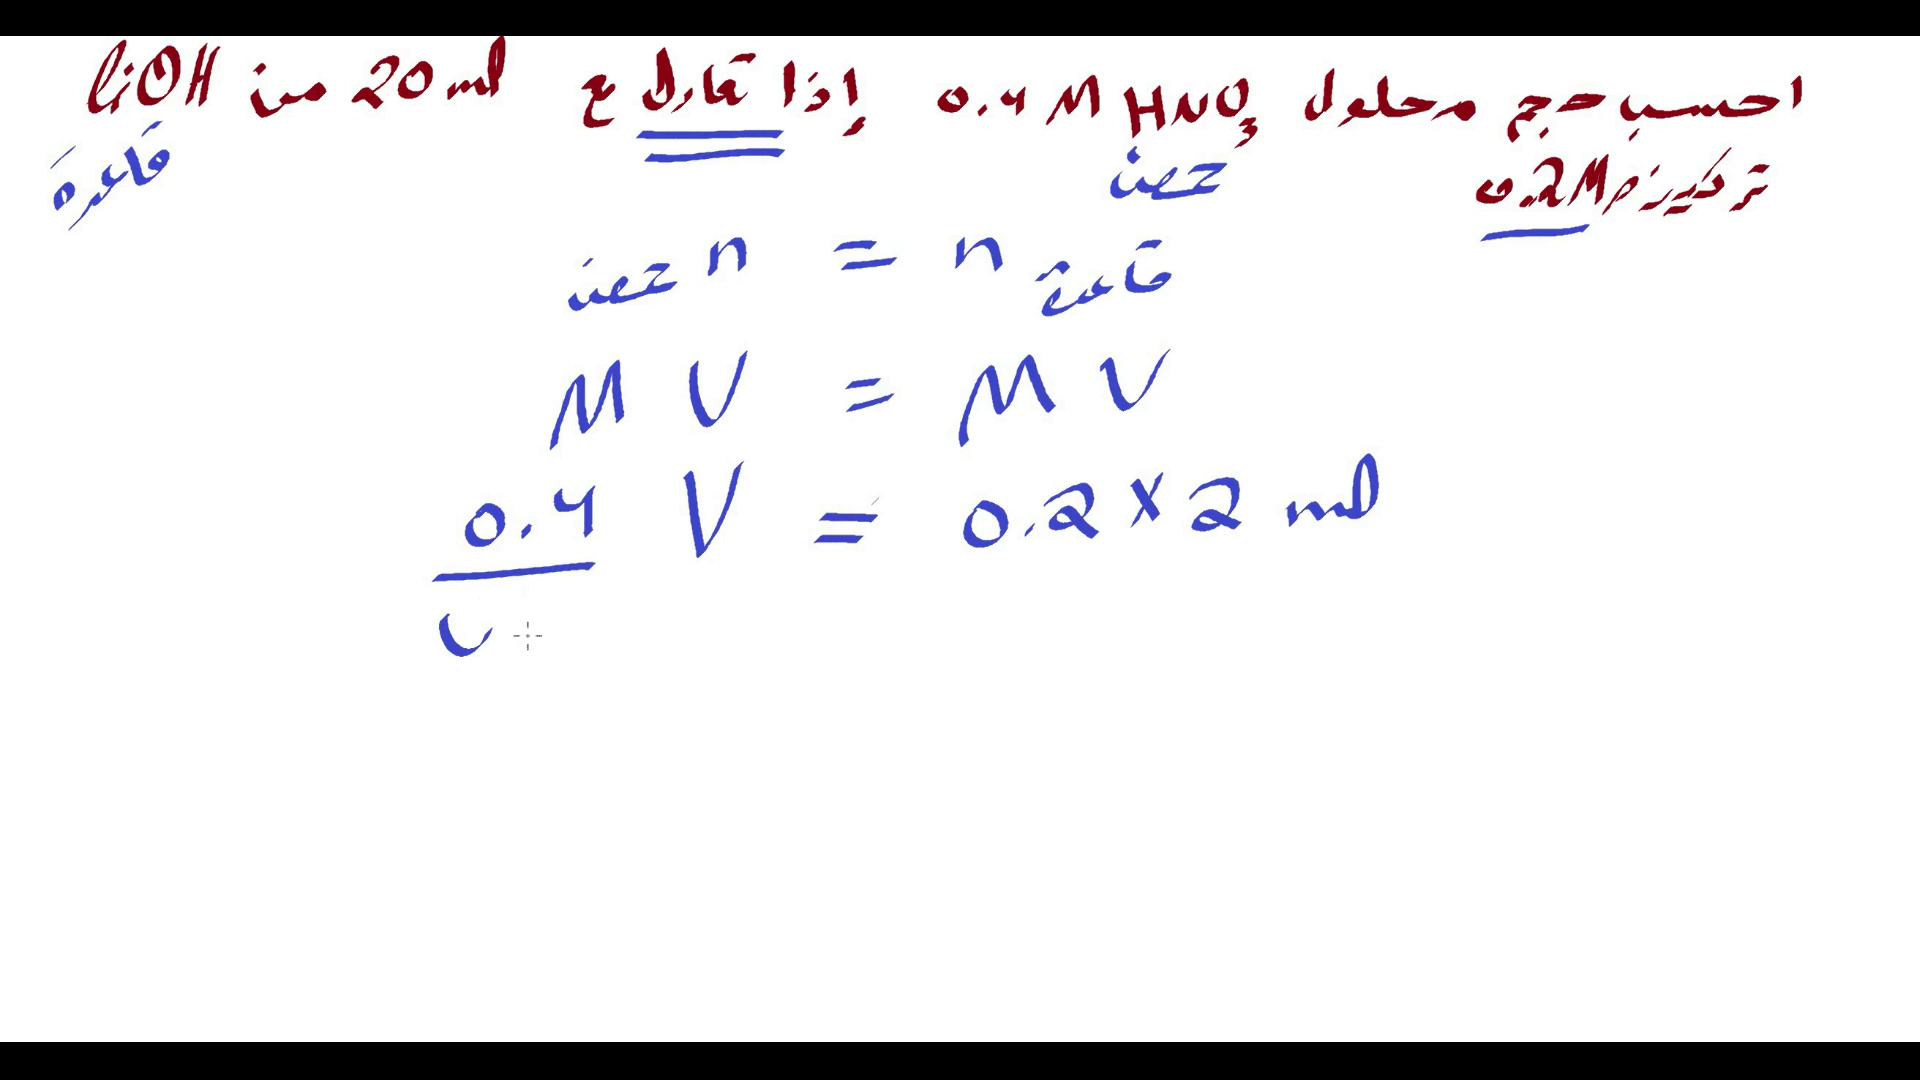 احسب حجم محلول HNO3 0.4 M إذا تعادل مع 20 ml من LiOH
حمض قاعدة
تركيزه 0.2M
حمض n = n قاعدة
M V = M V
0.4 V = 0.2 × 2 ml